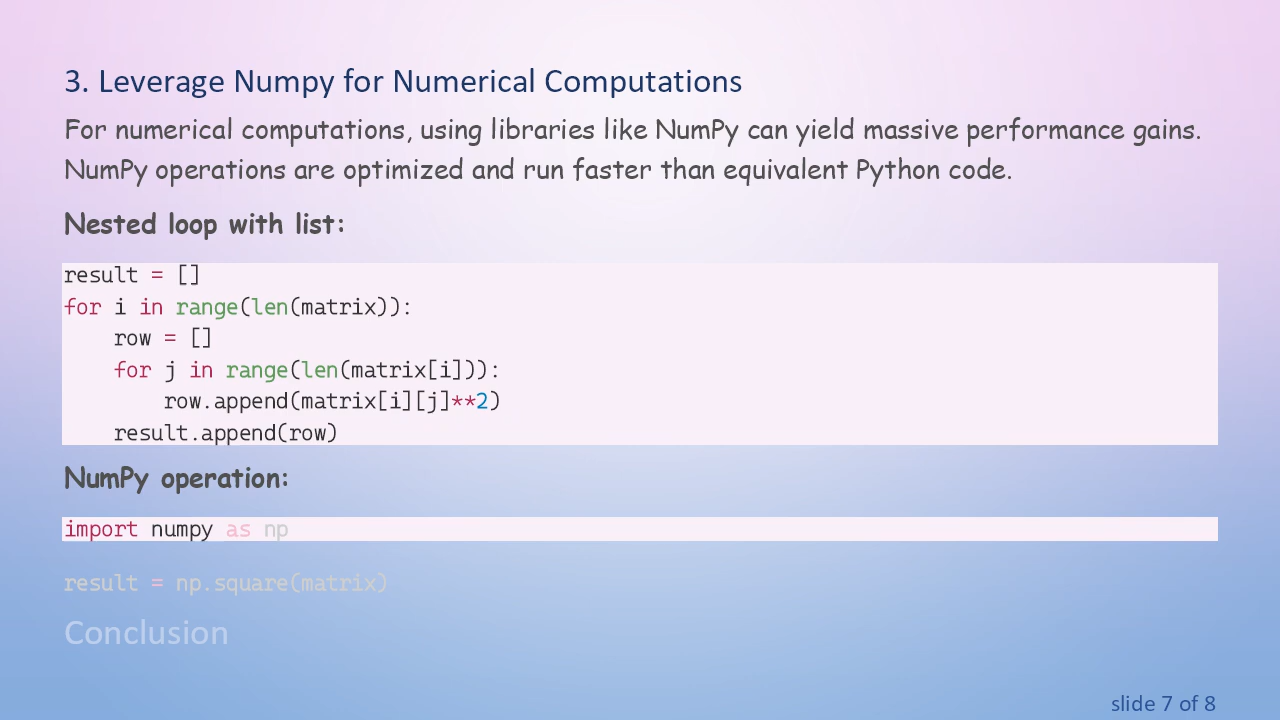 3. Leverage Numpy for Numerical Computations
For numerical computations, using libraries like NumPy can yield massive performance gains.
NumPy operations are optimized and run faster than equivalent Python code.
Nested loop with list:
result = []
for i in range(len(matrix)):
    row = []
    for j in range(len(matrix[i])):
        row.append(matrix[i][j]**2)
    result.append(row)
NumPy operation:
import numpy as np
result = np.square(matrix)
Conclusion
slide 7 of 8